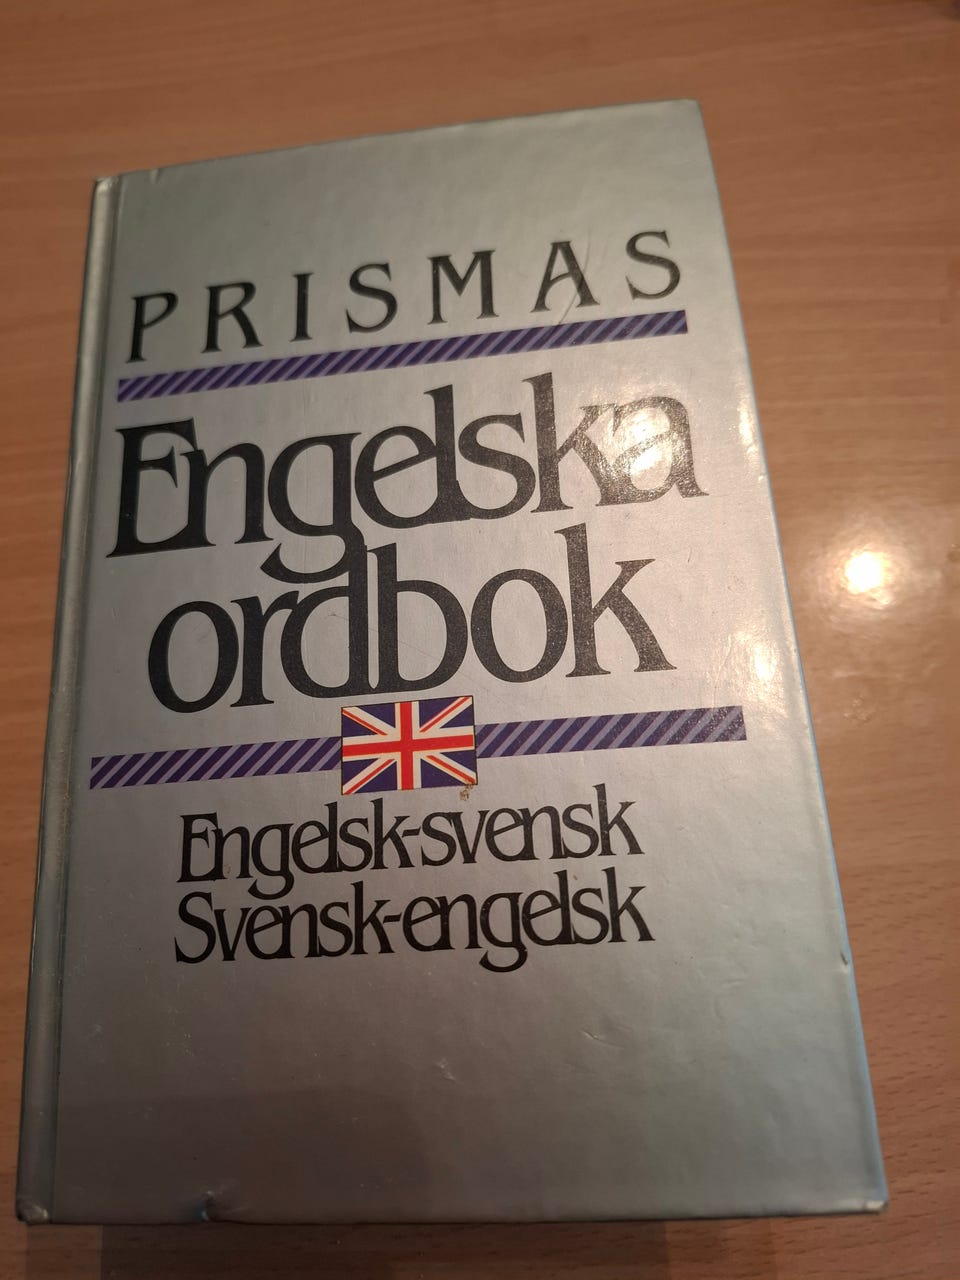 PRISMAS
Engelska
ordbok
Engelsk-svensk
Svensk-engelsk